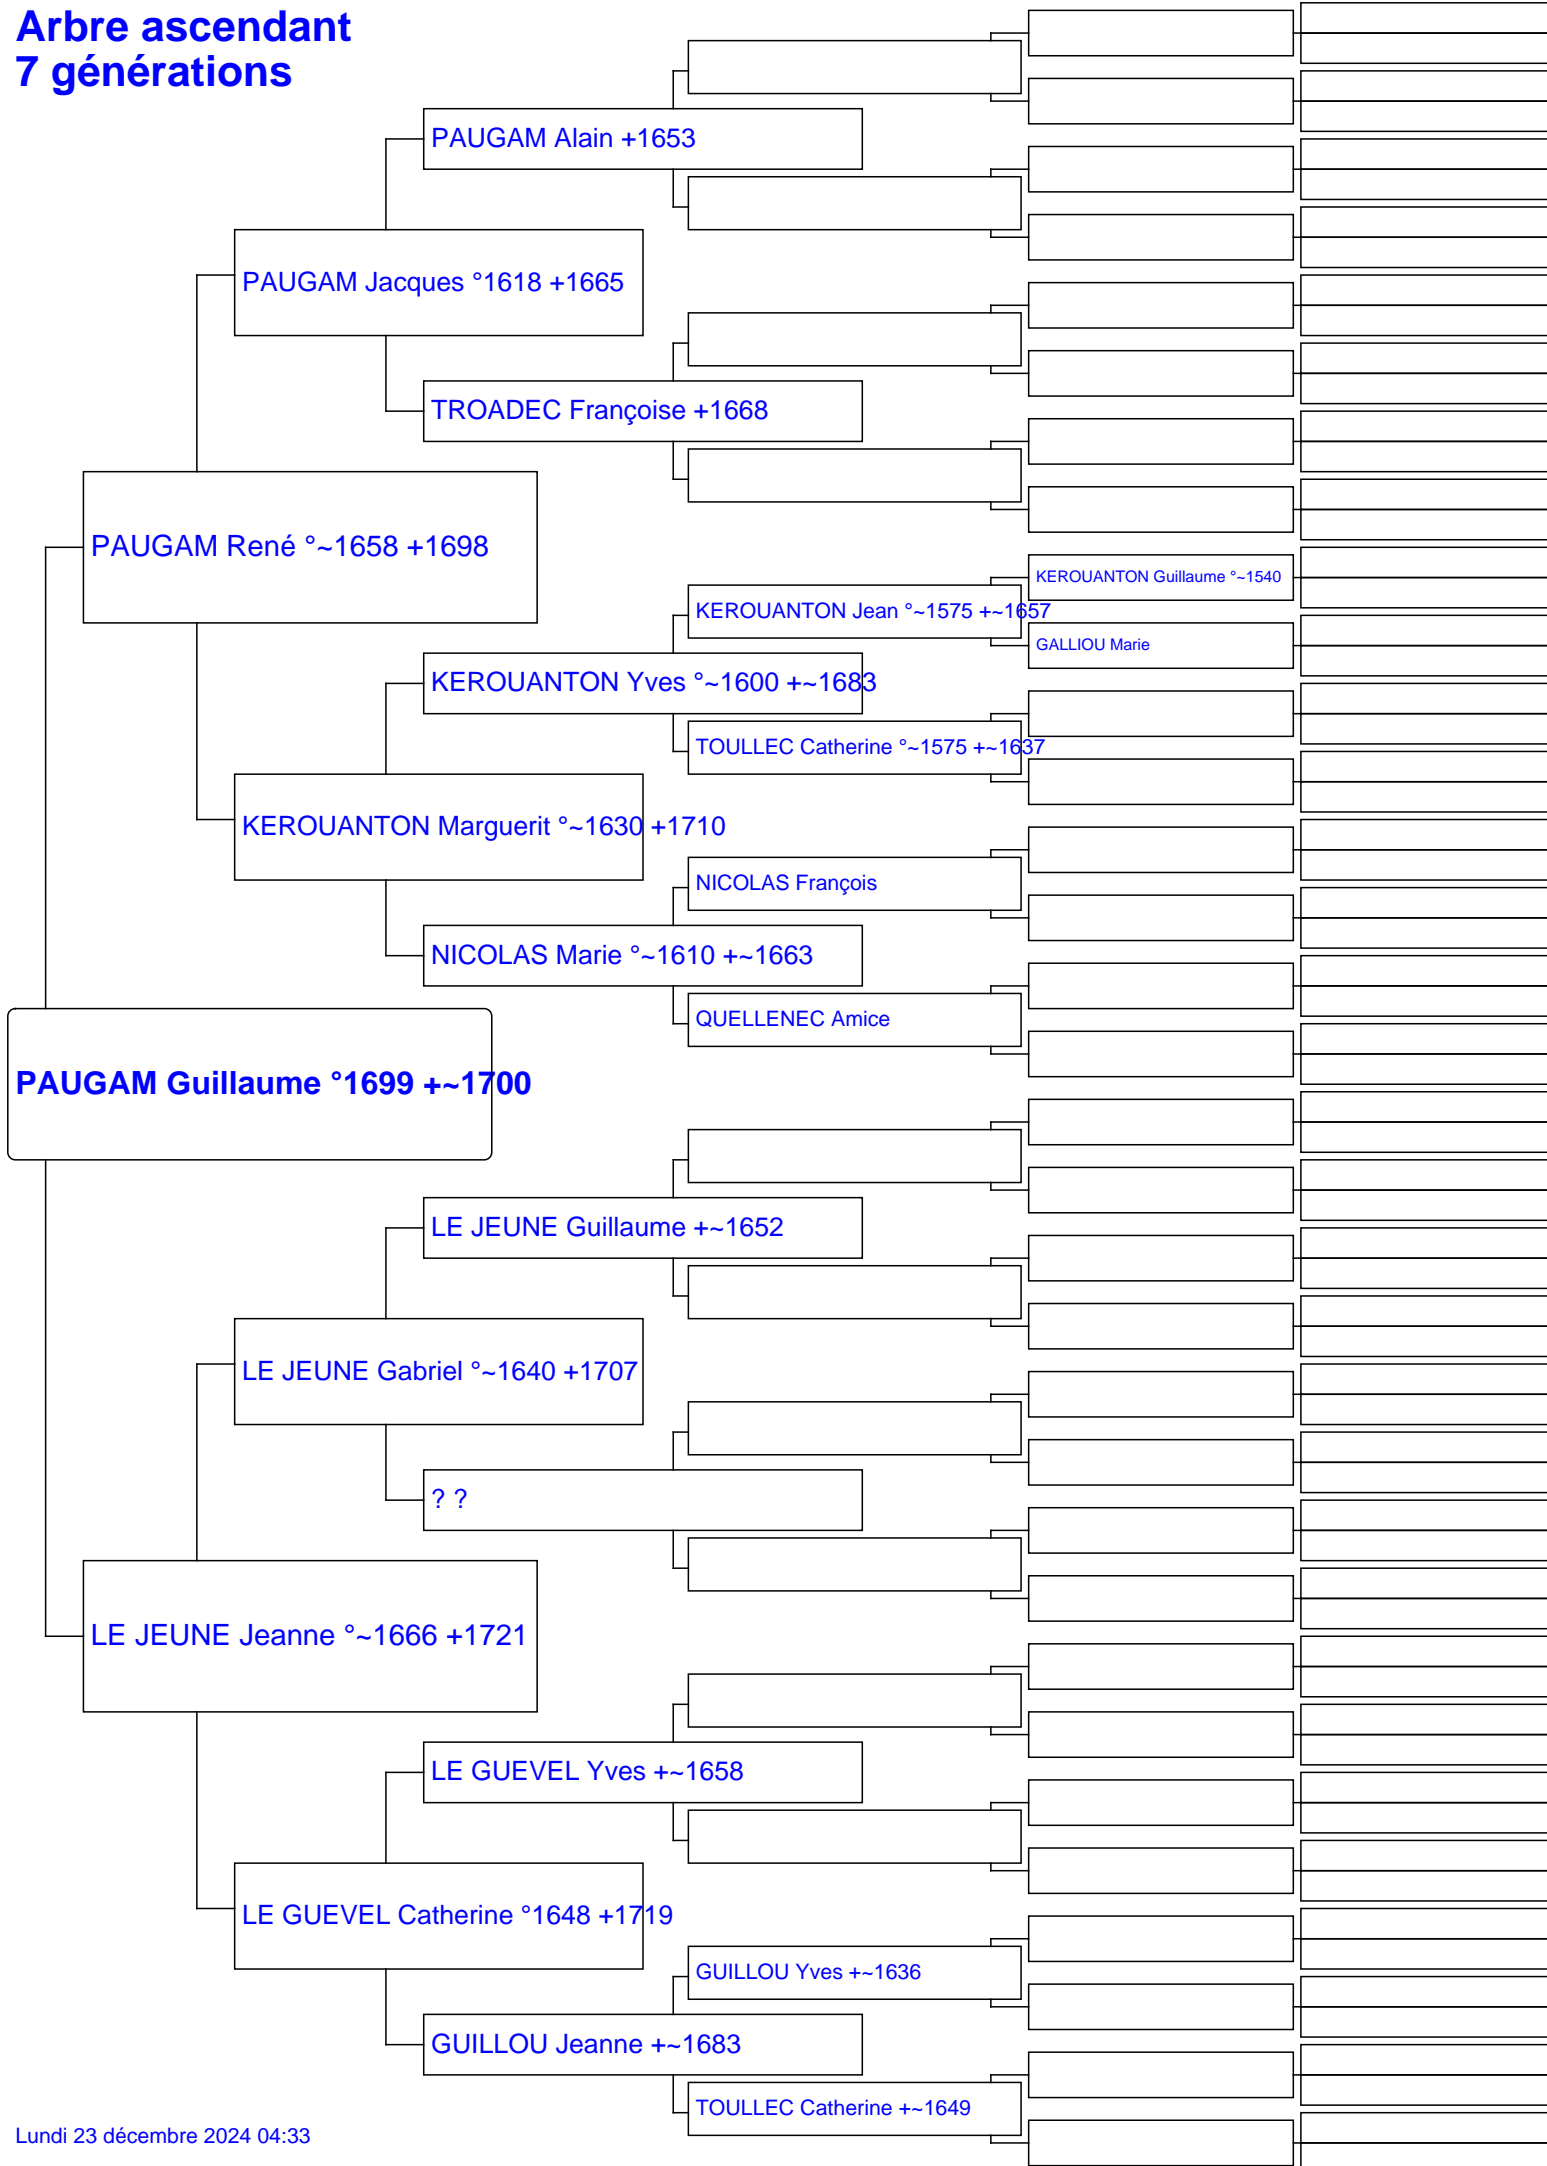 Arbre ascendant
7 générations
PAUGAM Alain +1653
PAUGAM Jacques °1618 +1665
TROADEC Françoise +1668
PAUGAM René °~1658 +1698
KEROUANTON Guillaume °~1540
KEROUANTON Jean °~1575 +~1657
GALLIOU Marie
KEROUANTON Yves °~1600 +~1683
TOULLEC Catherine °~1575 +~1637
KEROUANTON Marguerit °~1630 +1710
NICOLAS François
NICOLAS Marie °~1610 +~1663
QUELLENEC Amice
PAUGAM Guillaume °1699 +~1700
LE JEUNE Guillaume +~1652
LE JEUNE Gabriel °~1640 +1707
? ?
LE JEUNE Jeanne °~1666 +1721
LE GUEVEL Yves +~1658
LE GUEVEL Catherine °1648 +1719
GUILLOU Yves +~1636
GUILLOU Jeanne +~1683
TOULLEC Catherine +~1649
Lundi 23 décembre 2024 04:33